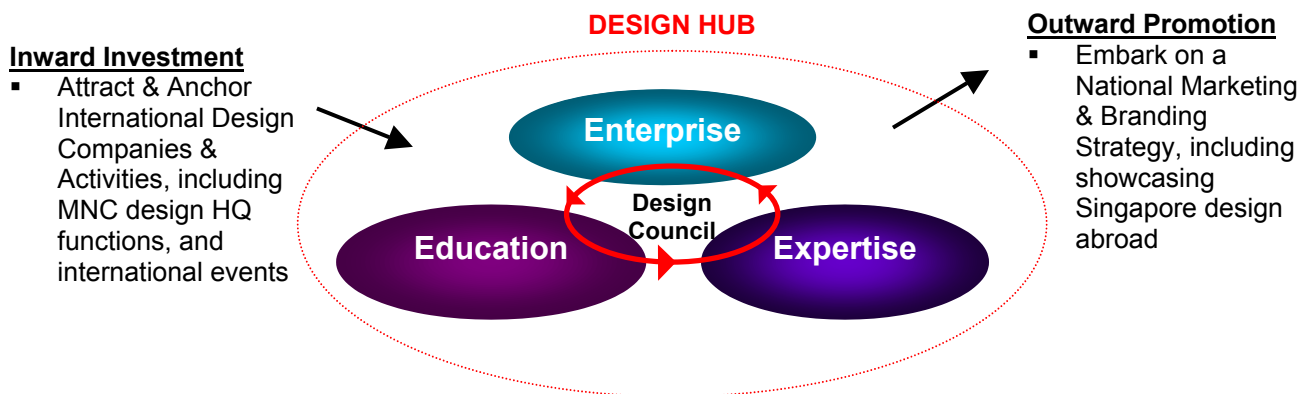 DESIGN HUB
Inward Investment
▪ Attract & Anchor
International Design
Companies &
Activities, including
MNC design HQ
functions, and
international events
Enterprise
Design
Council
Education
Expertise
Outward Promotion
▪ Embark on a
National Marketing
& Branding
Strategy, including
showcasing
Singapore design
abroad